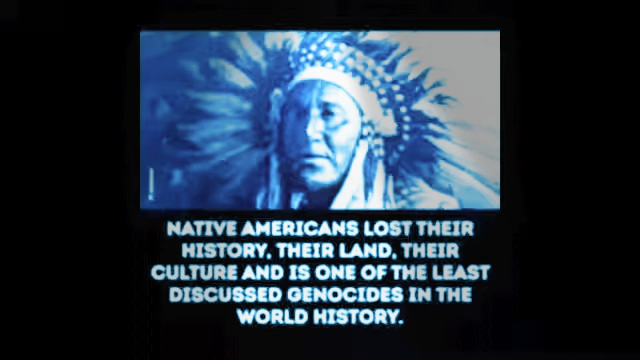 NATIVE AMERICANS LOST THEIR
HISTORY, THEIR LAND, THEIR
CULTURE AND IS ONE OF THE LEAST
DISCUSSED GENOCIDES IN THE
WORLD HISTORY.